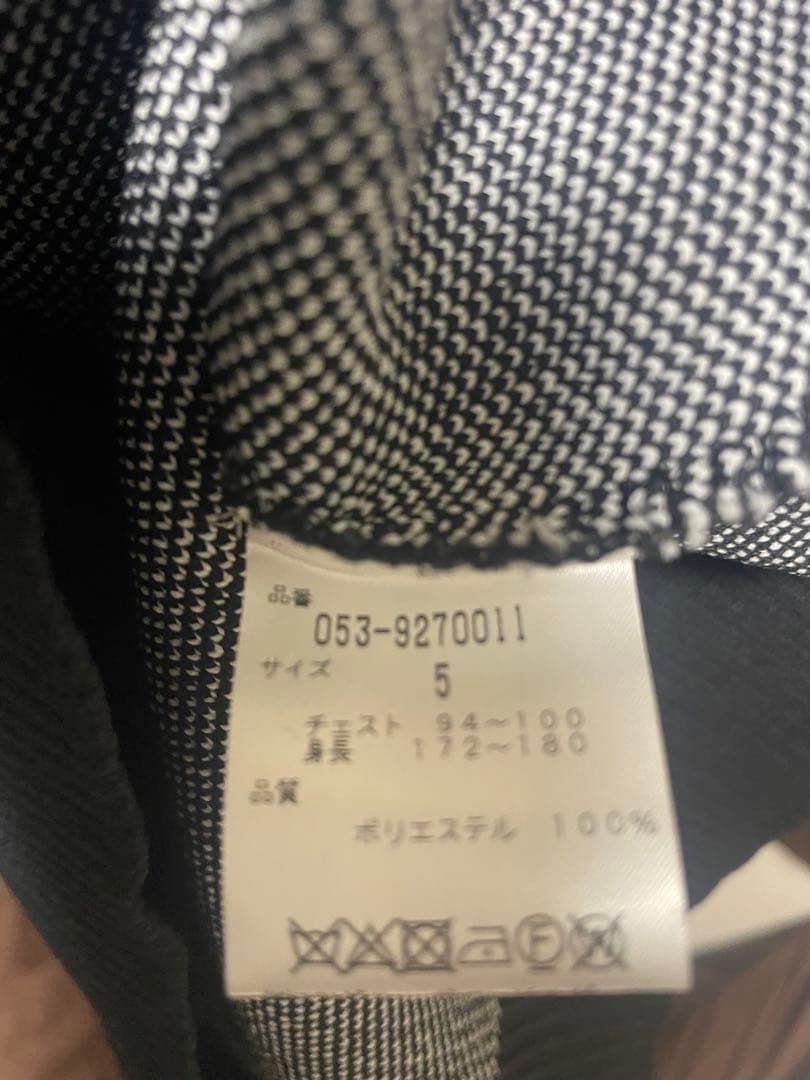 品番
053-9270011
サイズ
5
チェスト 94～100
身長 172～180
品質
ポリエステル 100%
F